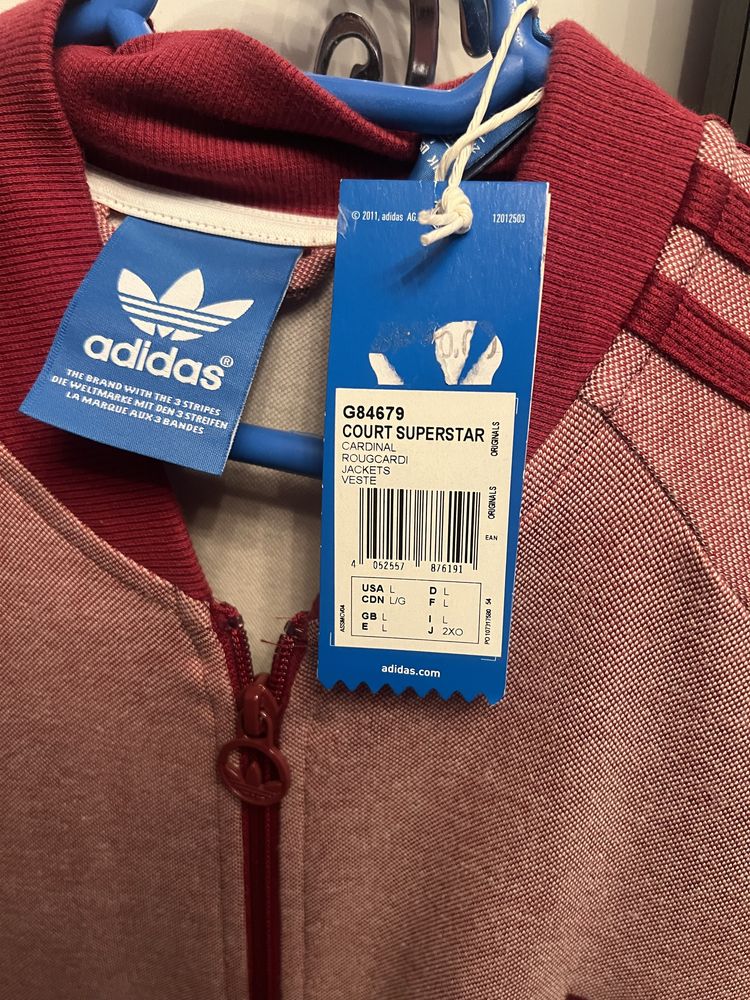 adidas®
THE BRAND WITH THE 3 STRIPES
DIE WELTMARKE MIT DEN 3 STREIFEN
LA MARQUE AUX 3 BANDES
© 2011, adidas AG. 12012503
G84679
COURT SUPERSTAR
CARDINAL
ROUGCARDI
JACKETS
VESTE
ORIGINALS
ORIGINALS
EAN
4 052557 876191
USA L D L
CDN L/G F L
GB L I L
E L J 2XO
adidas.com